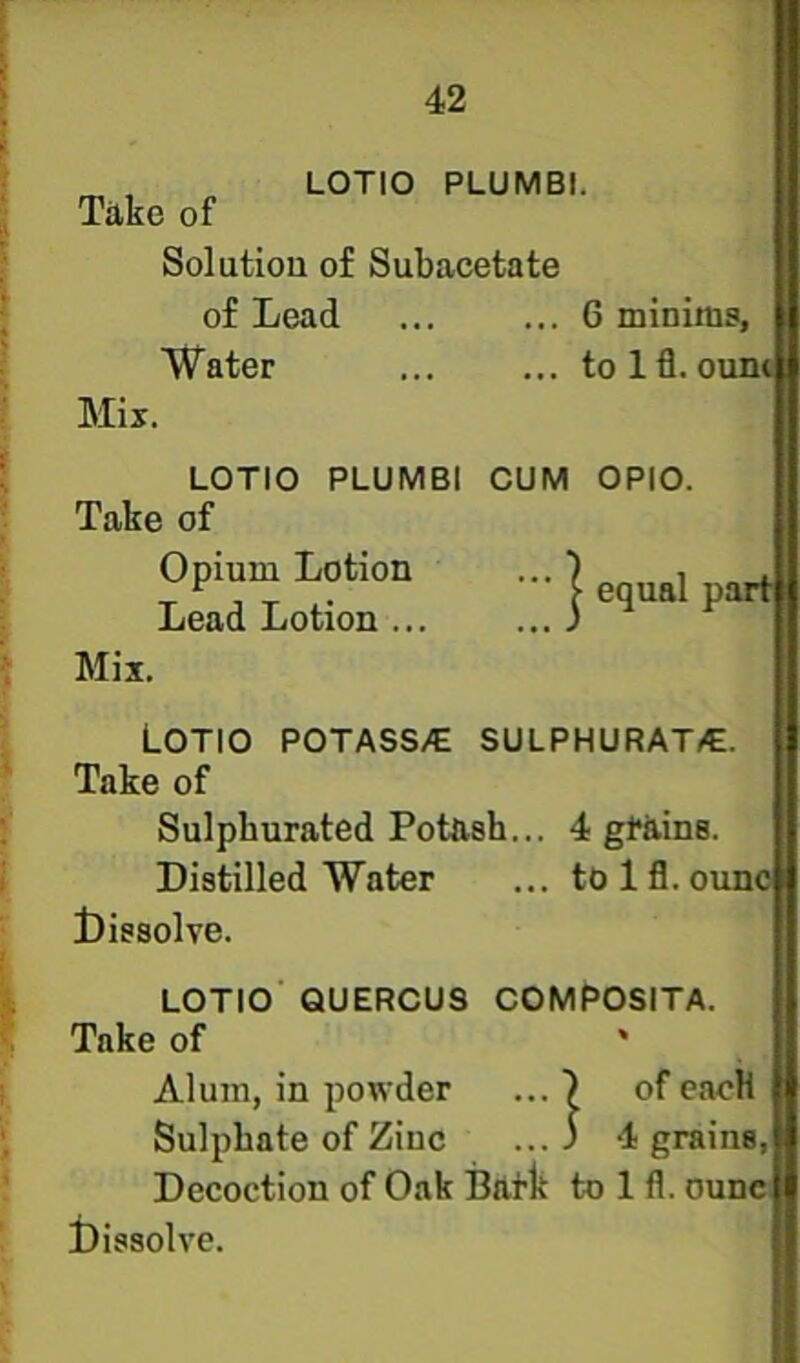 42
LOTIO PLUMBI.
Take of
Solution of Subacetate
of Lead ... ... 6 minims,
Water ... ... to 1 fl. ounc
Mix.
LOTIO PLUMBI CUM OPIO.
Take of
Opium Lotion ... } equal part
Lead Lotion ... ... }
Mix.
LOTIO POTASSÆ SULPHURATÆ.
Take of
Sulphurated Potash... 4 grains.
Distilled Water ... to 1 fl. ounc
Dissolve.
LOTIO QUERCUS COMPOSITA.
Take of
Alum, in powder ... } of each
Sulphate of Zinc ... } 4 grains,
Decoction of Oak Bark to 1 fl. ounc
Dissolve.